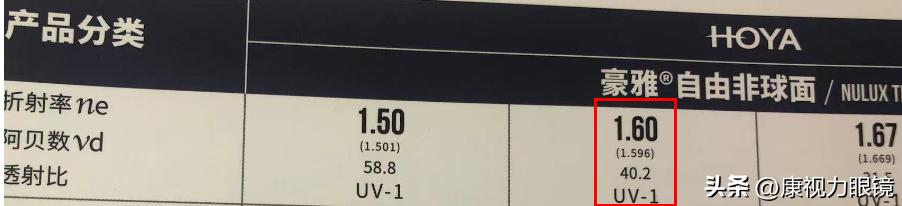 产品分类
HOYA
豪雅®自由非球面 / NULUX
折射率ne 1.50 1.60 1.67
(1.501) (1.596) (1.669)
阿贝数νd 58.8 40.2
透射比 UV-1 UV-1
头条 @康视力眼镜